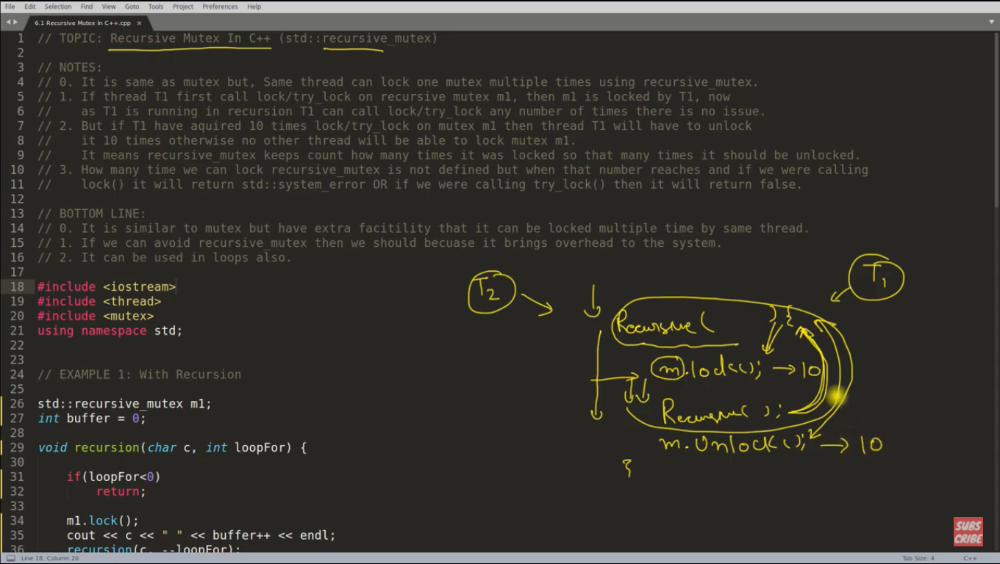 File Edit Selection Find View Goto Tools Project Preferences Help
6.1 Recursive Mutex In C++.cpp ×
1 // TOPIC: Recursive Mutex In C++ (std::recursive_mutex)
2
3 // NOTES:
4 // 0. It is same as mutex but, Same thread can lock one mutex multiple times using recursive_mutex.
5 // 1. If thread T1 first call lock/try_lock on recursive mutex m1, then m1 is locked by T1, now
6 //    as T1 is running in recursion T1 can call lock/try_lock any number of times there is no issue.
7 // 2. But if T1 have aquired 10 times lock/try_lock on mutex m1 then thread T1 will have to unlock
8 //    it 10 times otherwise no other thread will be able to lock mutex m1.
9 //    It means recursive_mutex keeps count how many times it was locked so that many times it should be unlocked.
10 // 3. How many time we can lock recursive_mutex is not defined but when that number reaches and if we were calling
11 //    lock() it will return std::system_error OR if we were calling try_lock() then it will return false.
12
13 // BOTTOM LINE:
14 // 0. It is similar to mutex but have extra facitility that it can be locked multiple time by same thread.
15 // 1. If we can avoid recursive_mutex then we should becuase it brings overhead to the system.
16 // 2. It can be used in loops also.
17
18 #include <iostream>
19 #include <thread>
20 #include <mutex>
21 using namespace std;
22
23
24 // EXAMPLE 1: With Recursion
25
26 std::recursive_mutex m1;
27 int buffer = 0;
28
29 void recursion(char c, int loopFor) {
30
31     if(loopFor<0)
32         return;
33
34     m1.lock();
35     cout << c << " " << buffer++ << endl;
36     recursion(c, --loopFor);
T2
T1
Recursive( ) {
m.lock(); → 10
Recursive( );
m.Unlock(); → 10
}
SUBS
CRIBE
Line 18, Column 20
Tab Size: 4
C++